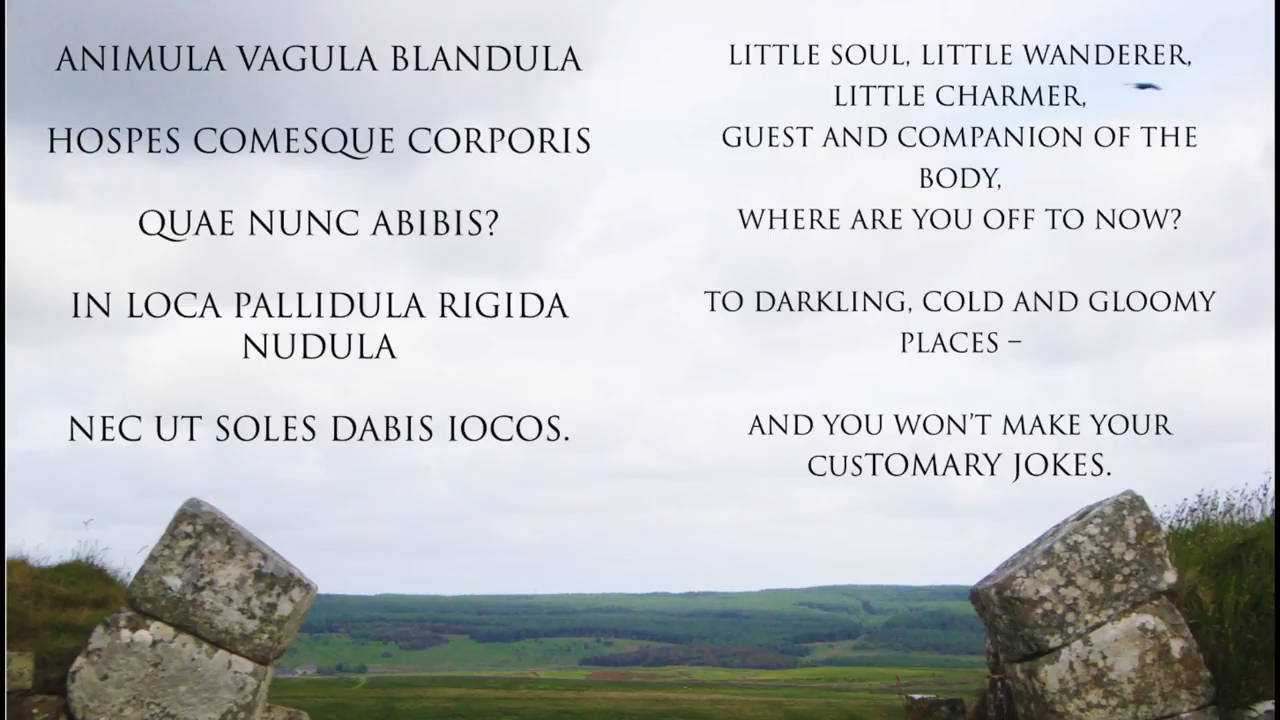 ANIMULA VAGULA BLANDULA
HOSPES COMESQUE CORPORIS
QUAE NUNC ABIBIS?
IN LOCA PALLIDULA RIGIDA
NUDULA
NEC UT SOLES DABIS IOCOS.
LITTLE SOUL, LITTLE WANDERER,
LITTLE CHARMER,
GUEST AND COMPANION OF THE
BODY,
WHERE ARE YOU OFF TO NOW?
TO DARKLING, COLD AND GLOOMY
PLACES –
AND YOU WON'T MAKE YOUR
CUSTOMARY JOKES.